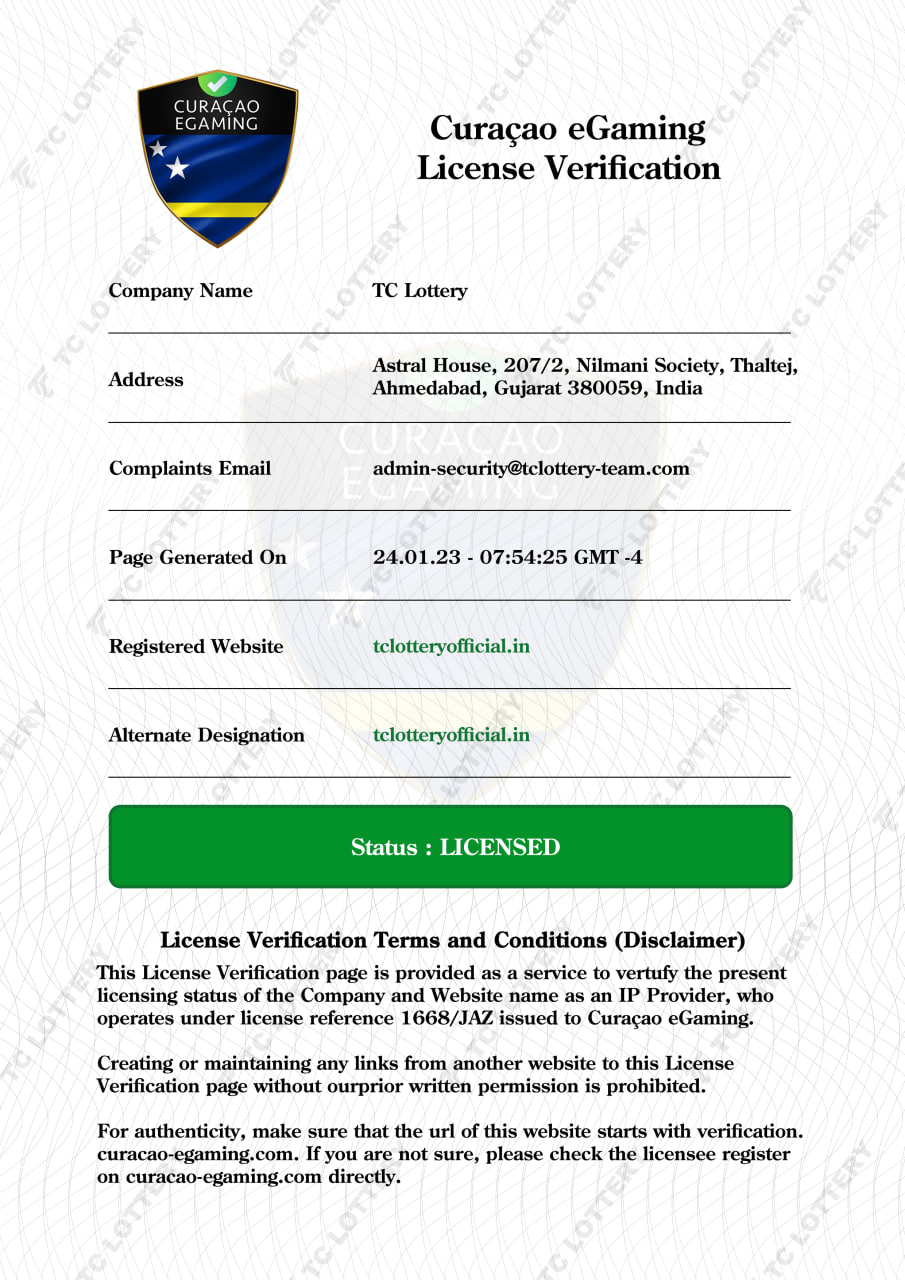 CURAÇAO
EGAMING
Curaçao eGaming
License Verification
Company Name
TC Lottery
Address
Astral House, 207/2, Nilmani Society, Thaltej,
Ahmedabad, Gujarat 380059, India
CURAÇAO
EGAMING
Complaints Email
admin-security@tclottery-team.com
Page Generated On
24.01.23 - 07:54:25 GMT -4
Registered Website
tclotteryofficial.in
Alternate Designation
tclotteryofficial.in
Status : LICENSED
License Verification Terms and Conditions (Disclaimer)
This License Verification page is provided as a service to vertufy the present
licensing status of the Company and Website name as an IP Provider, who
operates under license reference 1668/JAZ issued to Curaçao eGaming.
Creating or maintaining any links from another website to this License
Verification page without ourprior written permission is prohibited.
For authenticity, make sure that the url of this website starts with verification.
curacao-egaming.com. If you are not sure, please check the licensee register
on curacao-egaming.com directly.
TC LOTTERY